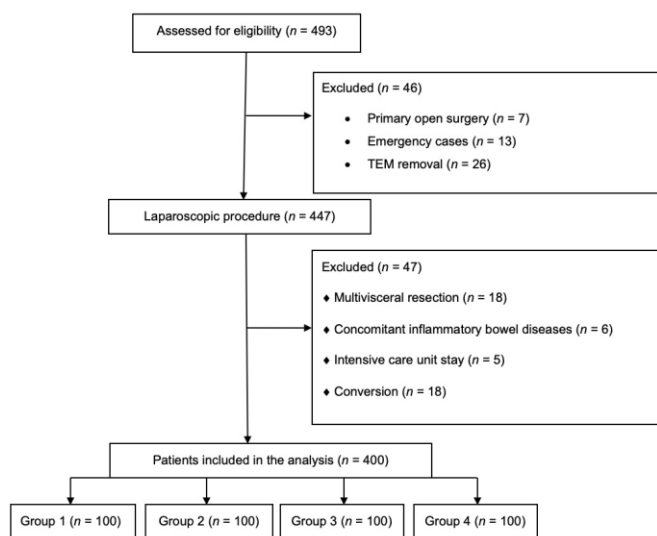 Assessed for eligibility (n = 493)
Excluded (n = 46)
• Primary open surgery (n = 7)
• Emergency cases (n = 13)
• TEM removal (n = 26)
Laparoscopic procedure (n = 447)
Excluded (n = 47)
♦ Multivisceral resection (n = 18)
♦ Concomitant inflammatory bowel diseases (n = 6)
♦ Intensive care unit stay (n = 5)
♦ Conversion (n = 18)
Patients included in the analysis (n = 400)
Group 1 (n = 100)
Group 2 (n = 100)
Group 3 (n = 100)
Group 4 (n = 100)